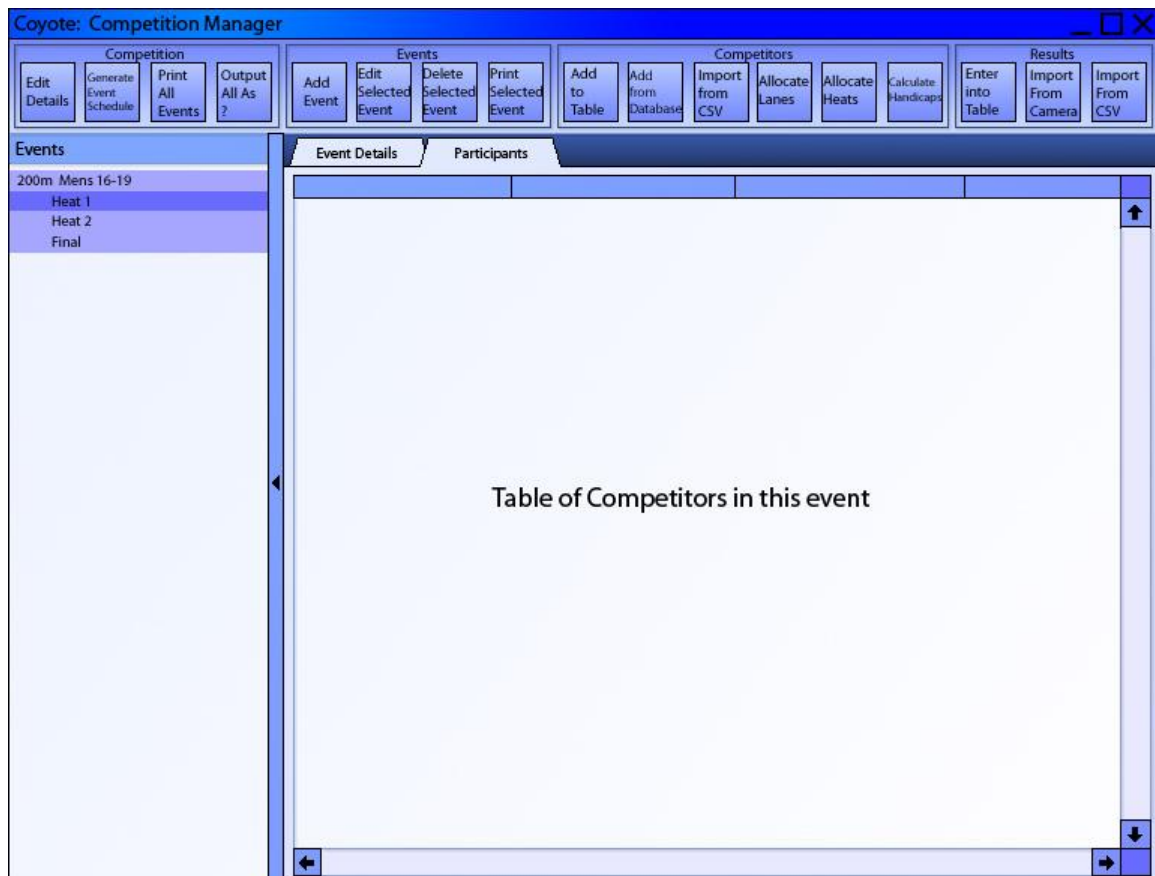 Coyote: Competition Manager
Competition
Edit
Details
Generate
Event
Schedule
Print
All
Events
Output
All As
?
Events
Add
Event
Edit
Selected
Event
Delete
Selected
Event
Print
Selected
Event
Competitors
Add
to
Table
Add
from
Database
Import
from
CSV
Allocate
Lanes
Allocate
Heats
Calculate
Handicaps
Results
Enter
into
Table
Import
From
Camera
Import
From
CSV
Events
200m Mens 16-19
Heat 1
Heat 2
Final
Event Details
Participants
Table of Competitors in this event